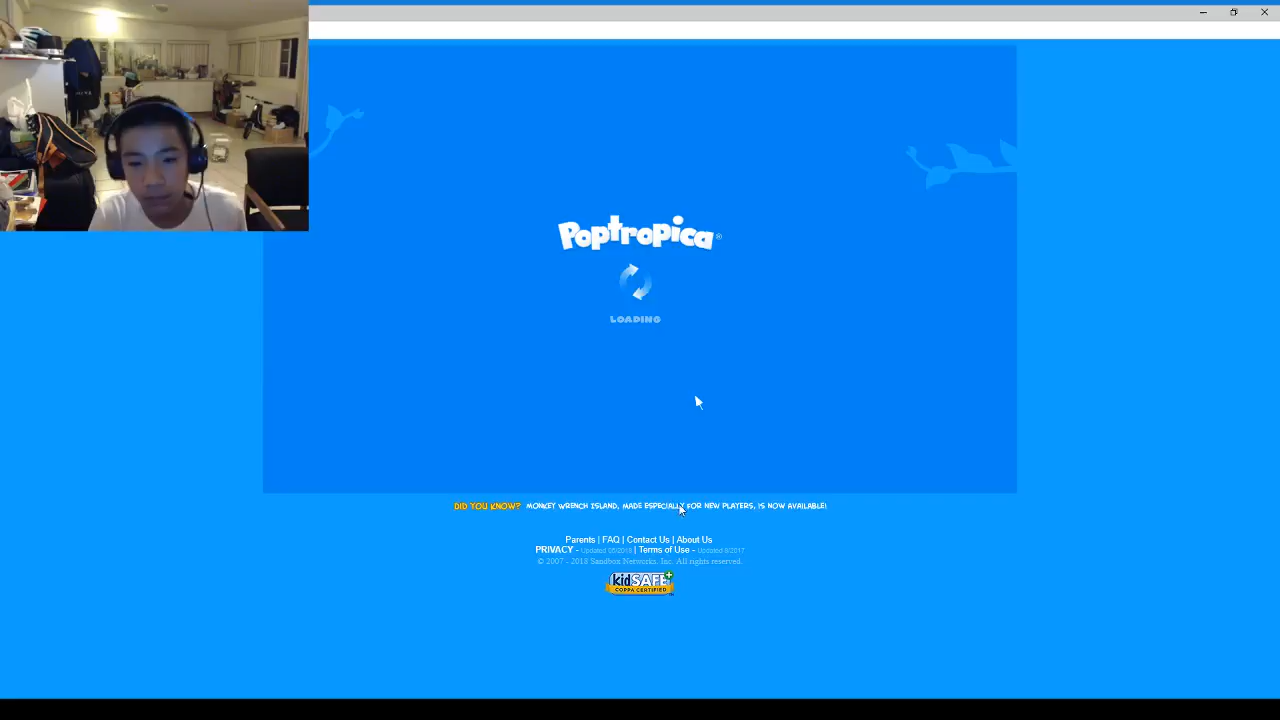 Poptropica®
LOADING
DID YOU KNOW? MONKEY WRENCH ISLAND, MADE ESPECIALLY FOR NEW PLAYERS, IS NOW AVAILABLE!
Parents | FAQ | Contact Us | About Us
PRIVACY - Updated 05/2018 | Terms of Use - Updated 8/2017
© 2007 - 2018 Sandbox Networks, Inc. All rights reserved.
kidSAFE
COPPA CERTIFIED